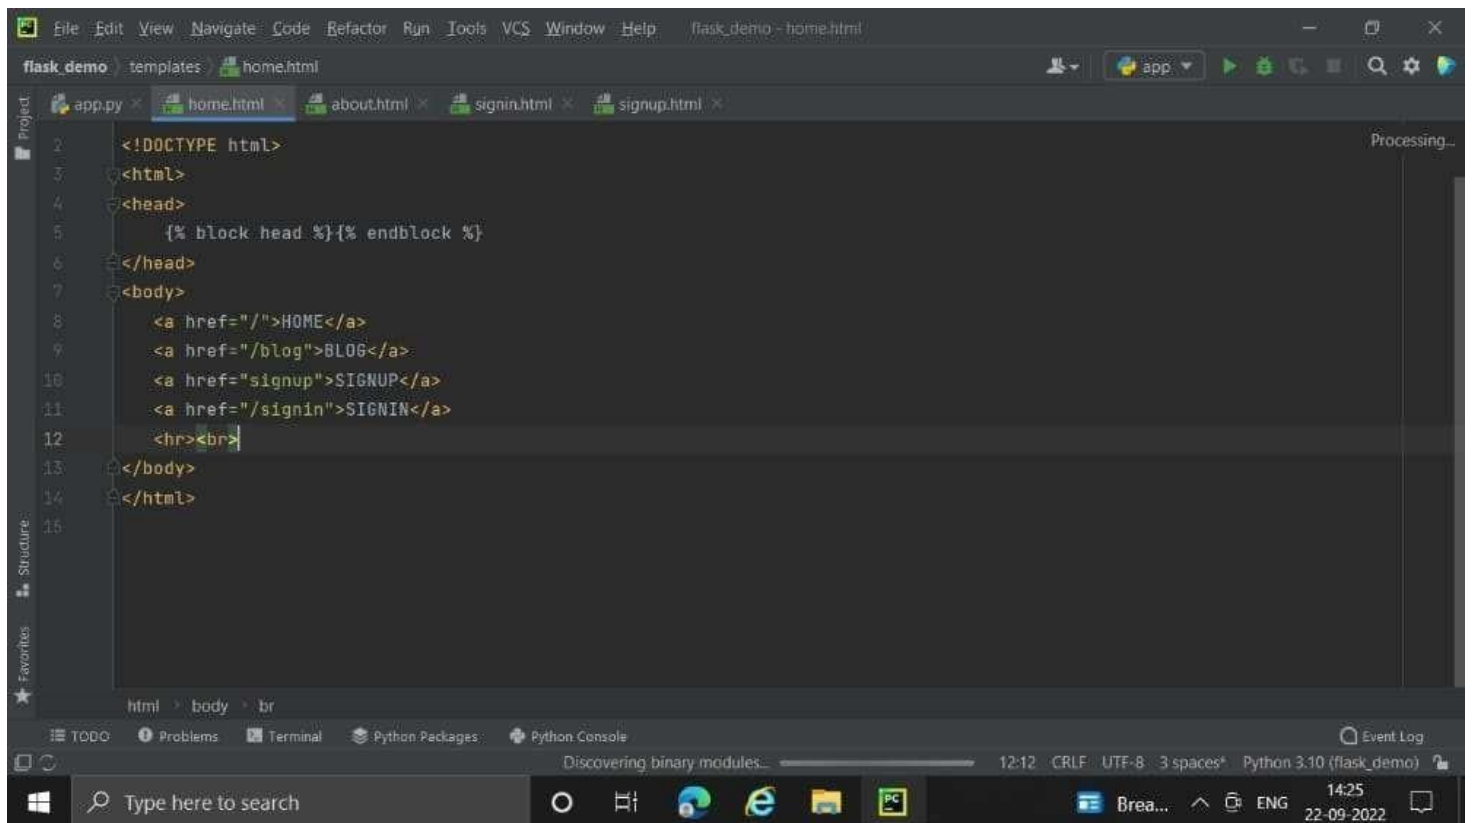 PC File Edit View Navigate Code Refactor Run Tools VCS Window Help flask_demo - home.html
flask_demo templates home.html app
app.py home.html about.html signin.html signup.html
Project
Processing...
2 <!DOCTYPE html>
3 <html>
4 <head>
5 {% block head %}{% endblock %}
6 </head>
7 <body>
8 <a href="/">HOME</a>
9 <a href="/blog">BLOG</a>
10 <a href="signup">SIGNUP</a>
11 <a href="/signin">SIGNIN</a>
12 <hr><br>
13 </body>
14 </html>
15
Structure
Favorites
html body br
TODO Problems Terminal Python Packages Python Console Event Log
Discovering binary modules... 12:12 CRLF UTF-8 3 spaces* Python 3.10 (flask_demo)
Type here to search PC Brea... ENG 14:25
22-09-2022